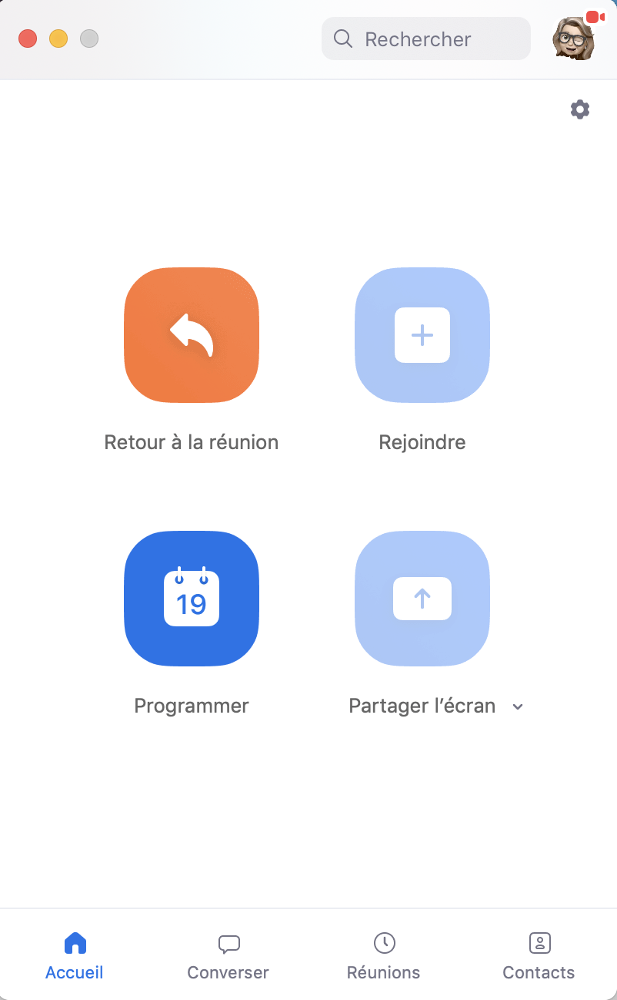 Rechercher
Retour à la réunion
Rejoindre
19
Programmer
Partager l’écran
Accueil
Converser
Réunions
Contacts